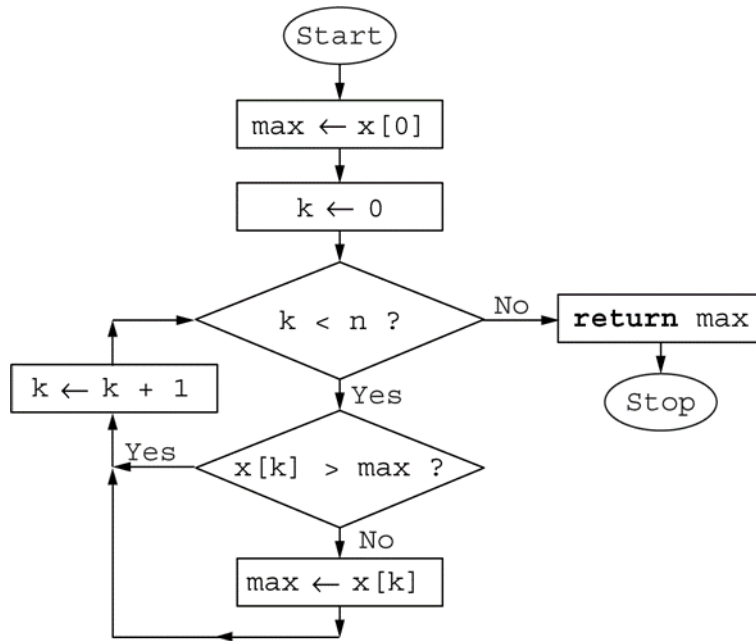 Start
max ← x[0]
k ← 0
k < n ?
No
return max
Stop
k ← k + 1
Yes
x[k] > max ?
Yes
No
max ← x[k]